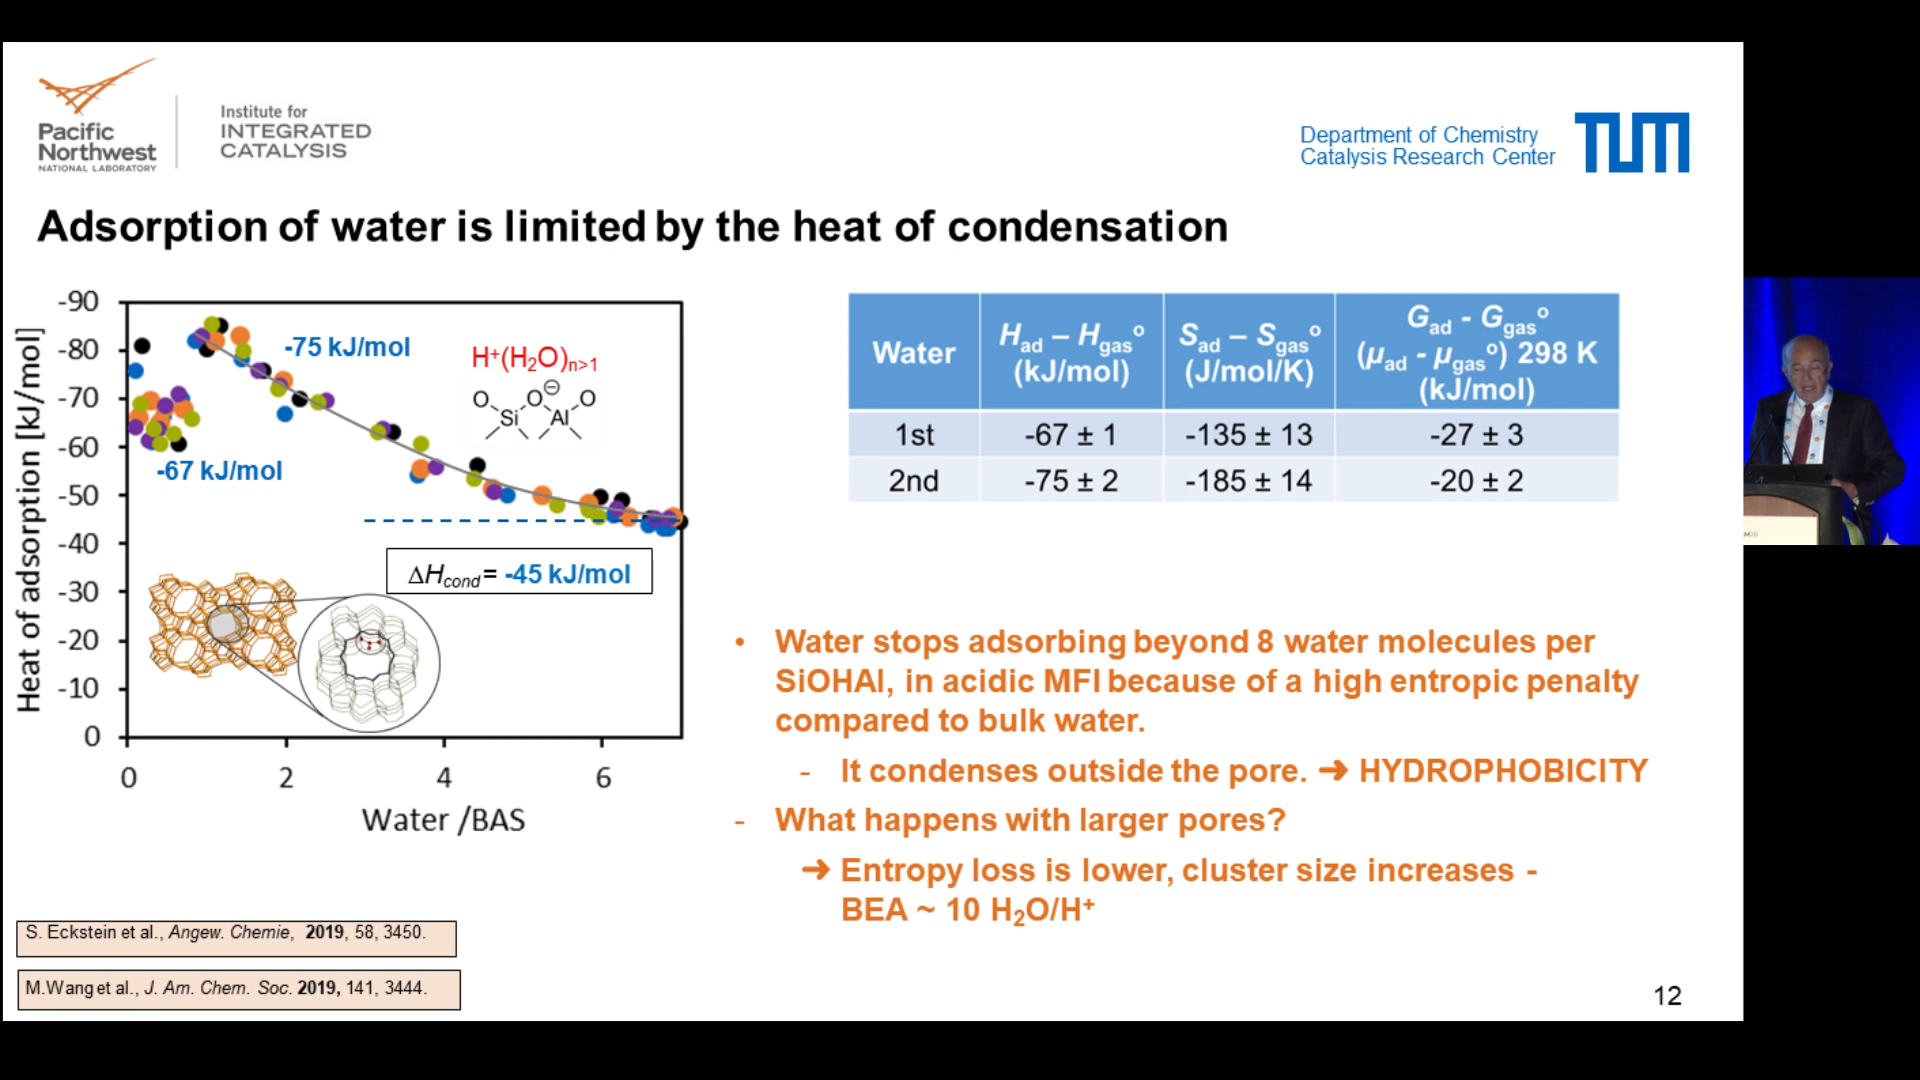 Pacific
Northwest
NATIONAL LABORATORY
Institute for
INTEGRATED
CATALYSIS
Department of Chemistry
Catalysis Research Center
TUM
Adsorption of water is limited by the heat of condensation
Heat of adsorption [kJ/mol]
-90
-80
-70
-60
-50
-40
-30
-20
-10
0
-75 kJ/mol
-67 kJ/mol
H⁺(H₂O)ₙ>₁
O O⊖ O
Si Al
ΔHcond = -45 kJ/mol
0 2 4 6
Water /BAS
Water Had – Hgas° (kJ/mol) Sad – Sgas° (J/mol/K) Gad - Ggas° (μad - μgas°) 298 K (kJ/mol)
1st -67 ± 1 -135 ± 13 -27 ± 3
2nd -75 ± 2 -185 ± 14 -20 ± 2
• Water stops adsorbing beyond 8 water molecules per
SiOHAl, in acidic MFI because of a high entropic penalty
compared to bulk water.
- It condenses outside the pore. ➜ HYDROPHOBICITY
- What happens with larger pores?
➜ Entropy loss is lower, cluster size increases -
BEA ~ 10 H₂O/H⁺
S. Eckstein et al., Angew. Chemie, 2019, 58, 3450.
M.Wang et al., J. Am. Chem. Soc. 2019, 141, 3444.
12